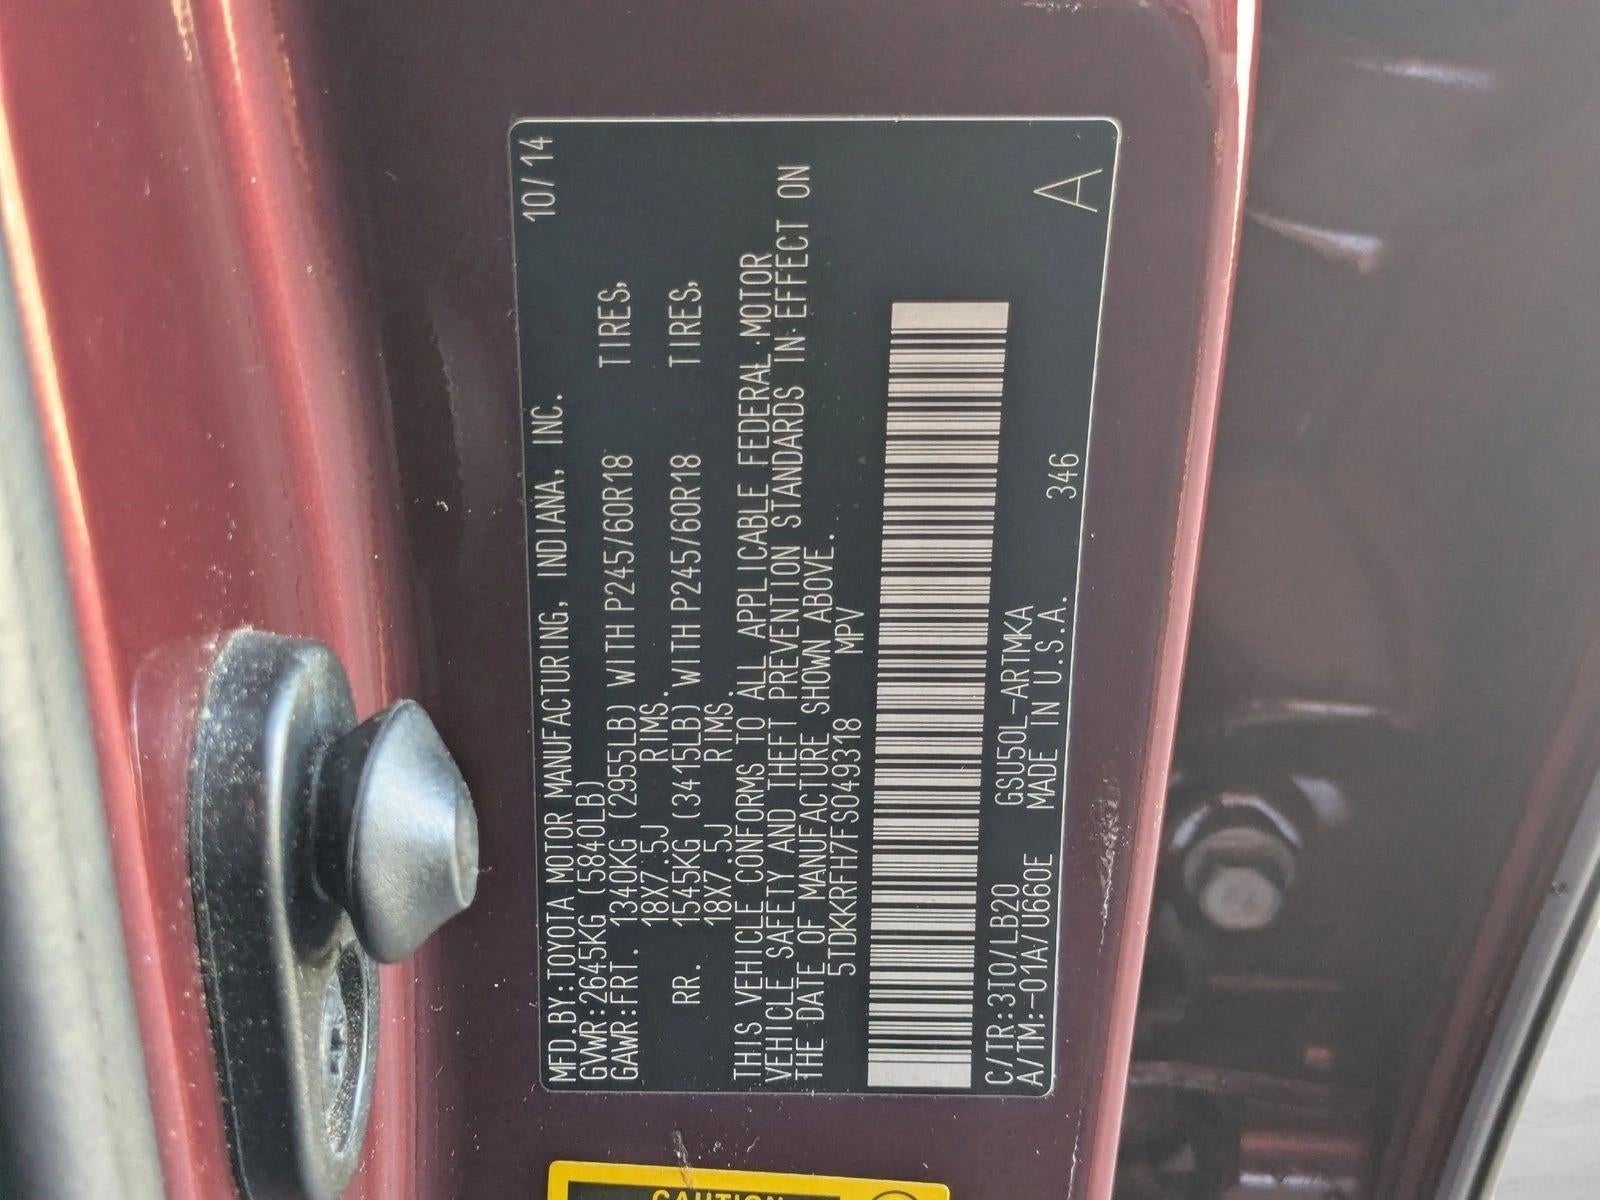 MFD.BY:TOYOTA MOTOR MANUFACTURING, INDIANA, INC. 10/14
GVWR:2645KG (5840LB)
GAWR:FRT. 1340KG (2955LB) WITH P245/60R18 TIRES,
18X7.5J RIMS.
RR. 1545KG (3415LB) WITH P245/60R18 TIRES,
18X7.5J RIMS.
THIS VEHICLE CONFORMS TO ALL APPLICABLE FEDERAL MOTOR
VEHICLE SAFETY AND THEFT PREVENTION STANDARDS IN EFFECT ON
THE DATE OF MANUFACTURE SHOWN ABOVE.
5TDKKRFH7FS049318 MPV
C/TR:3T0/LB20 GSU50L-ARTMKA
A/TM:-01A/U660E MADE IN U.S.A. 346
A
CAUTION